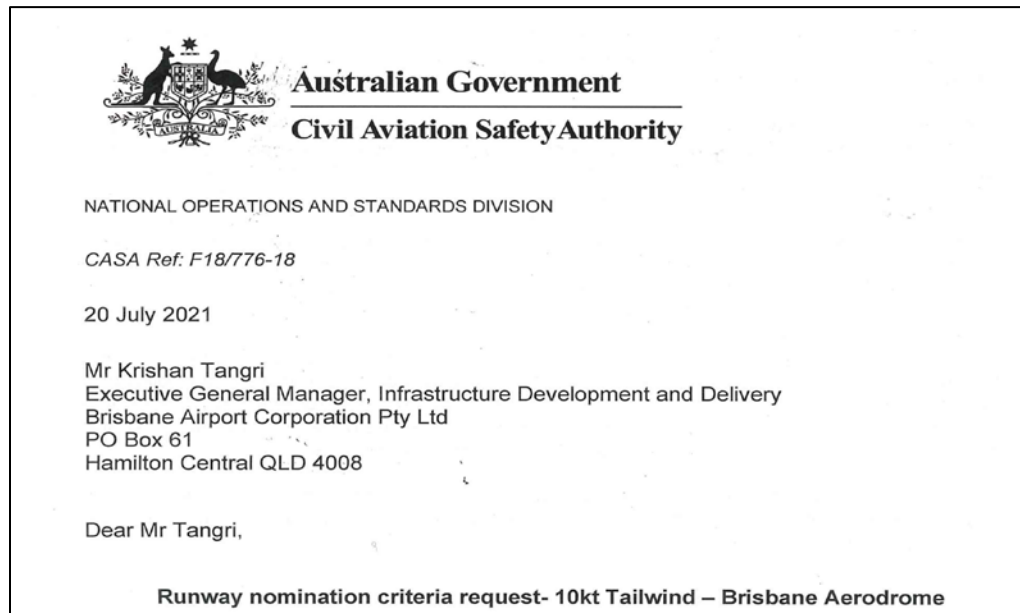 AUSTRALIA
Australian Government
Civil Aviation Safety Authority
NATIONAL OPERATIONS AND STANDARDS DIVISION
CASA Ref: F18/776-18
20 July 2021
Mr Krishan Tangri
Executive General Manager, Infrastructure Development and Delivery
Brisbane Airport Corporation Pty Ltd
PO Box 61
Hamilton Central QLD 4008
Dear Mr Tangri,
Runway nomination criteria request- 10kt Tailwind – Brisbane Aerodrome